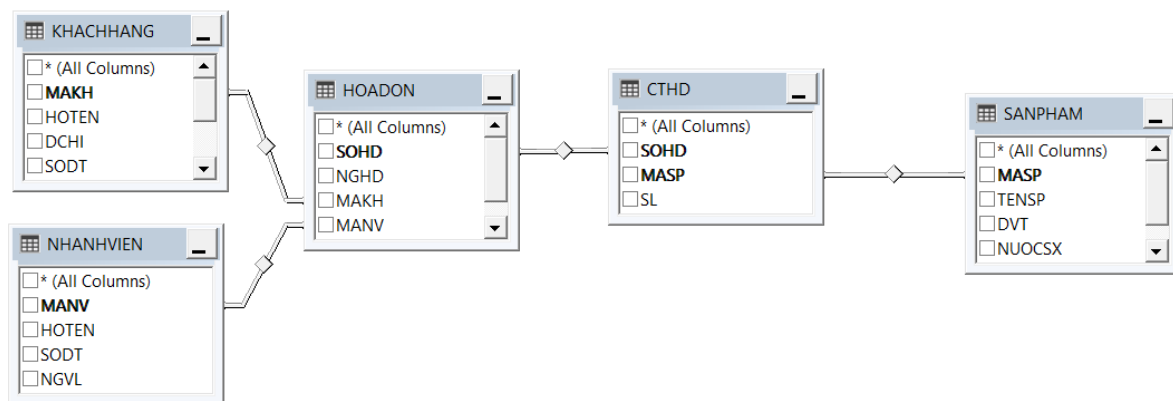 KHACHHANG
* (All Columns)
MAKH
HOTEN
DCHI
SODT
NHANHVIEN
* (All Columns)
MANV
HOTEN
SODT
NGVL
HOADON
* (All Columns)
SOHD
NGHD
MAKH
MANV
CTHD
* (All Columns)
SOHD
MASP
SL
SANPHAM
* (All Columns)
MASP
TENSP
DVT
NUOCSX